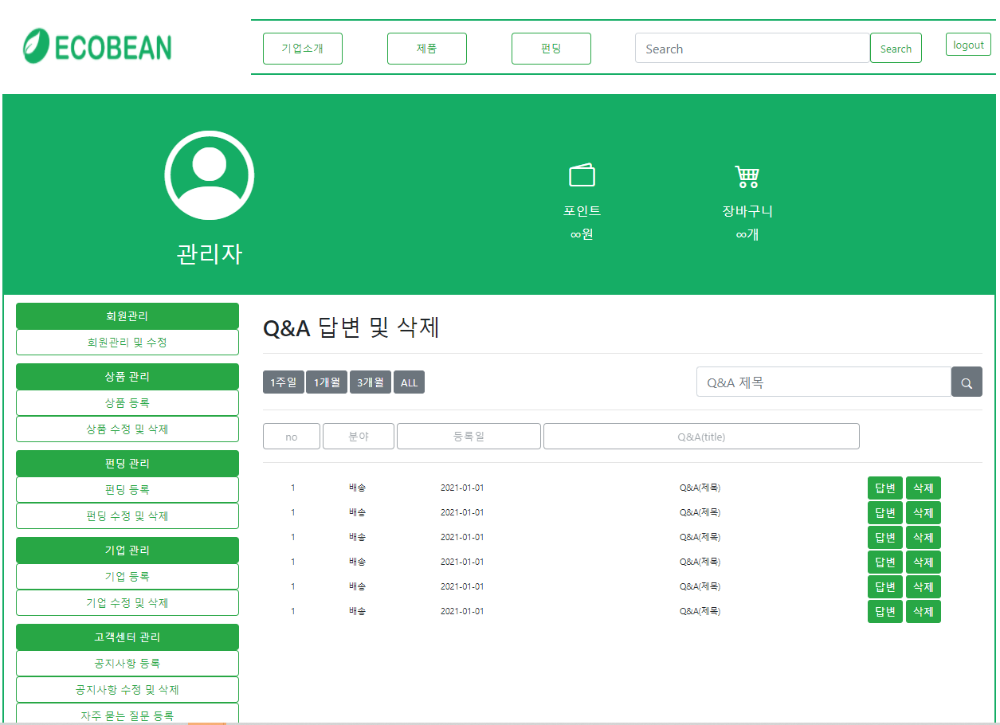 ECOBEAN
기업소개 제품 펀딩 Search Search logout
관리자
포인트
∞원
장바구니
∞개
회원관리
회원관리 및 수정
상품 관리
상품 등록
상품 수정 및 삭제
펀딩 관리
펀딩 등록
펀딩 수정 및 삭제
기업 관리
기업 등록
기업 수정 및 삭제
고객센터 관리
공지사항 등록
공지사항 수정 및 삭제
자주 묻는 질문 등록
Q&A 답변 및 삭제
1주일 1개월 3개월 ALL Q&A 제목
no 분야 등록일 Q&A(title)
1 배송 2021-01-01 Q&A(제목) 답변 삭제
1 배송 2021-01-01 Q&A(제목) 답변 삭제
1 배송 2021-01-01 Q&A(제목) 답변 삭제
1 배송 2021-01-01 Q&A(제목) 답변 삭제
1 배송 2021-01-01 Q&A(제목) 답변 삭제
1 배송 2021-01-01 Q&A(제목) 답변 삭제